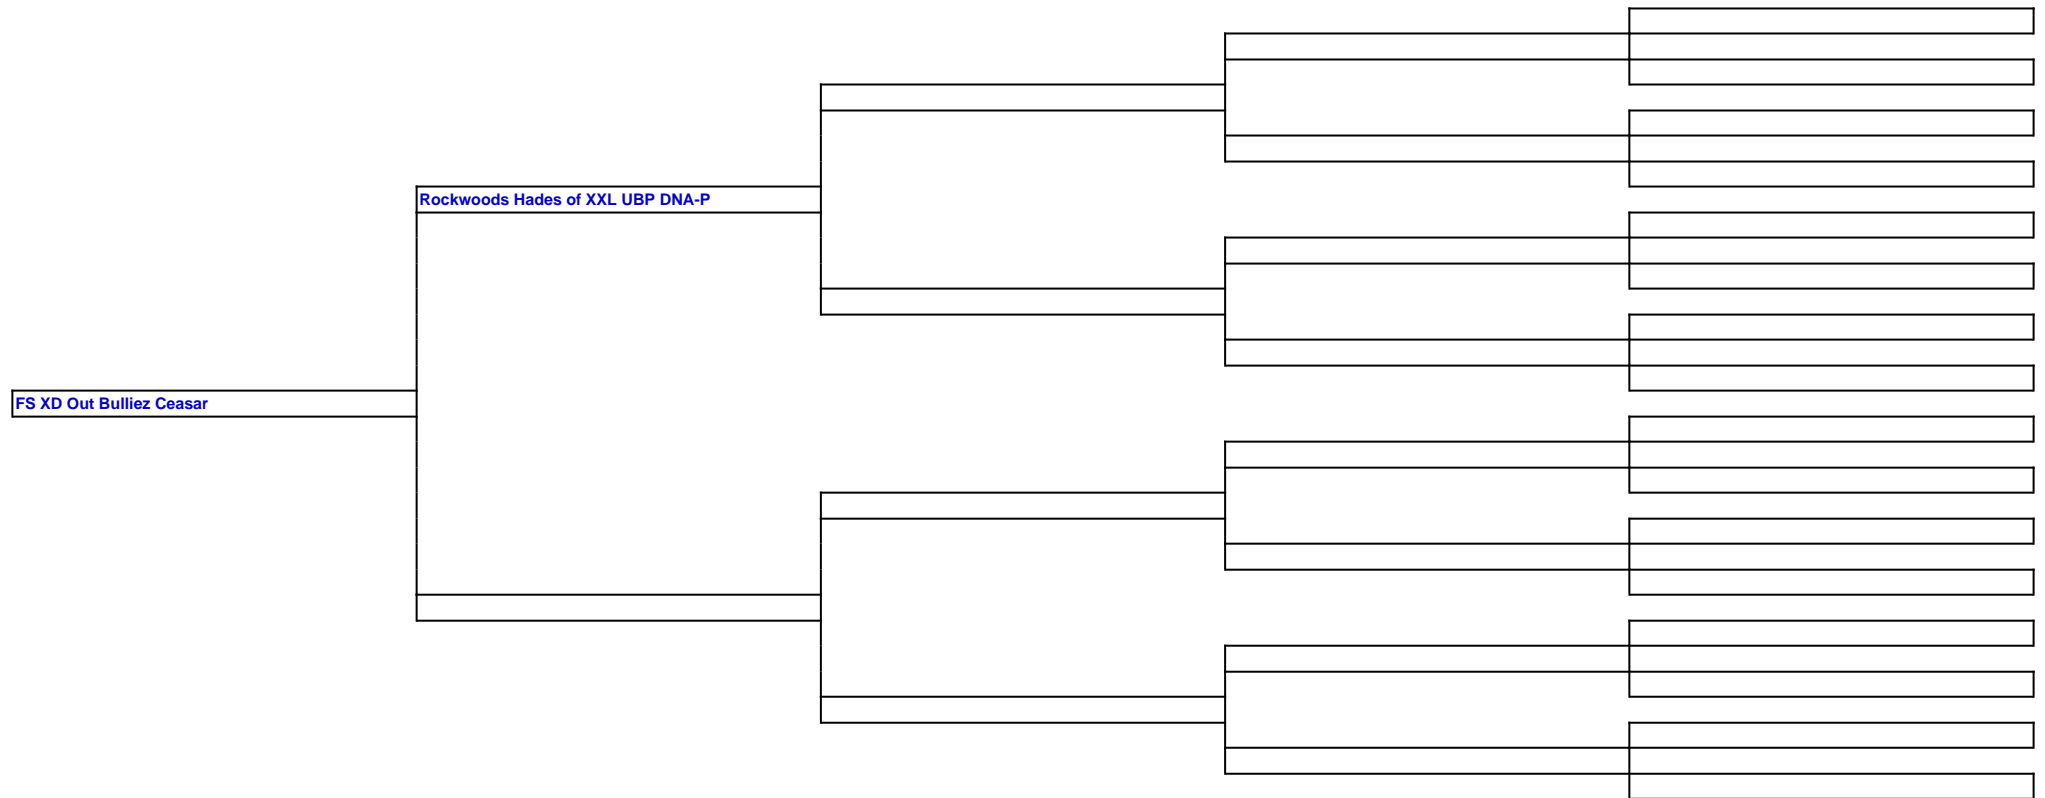 Rockwoods Hades of XXL UBP DNA-P
FS XD Out Bulliez Ceasar